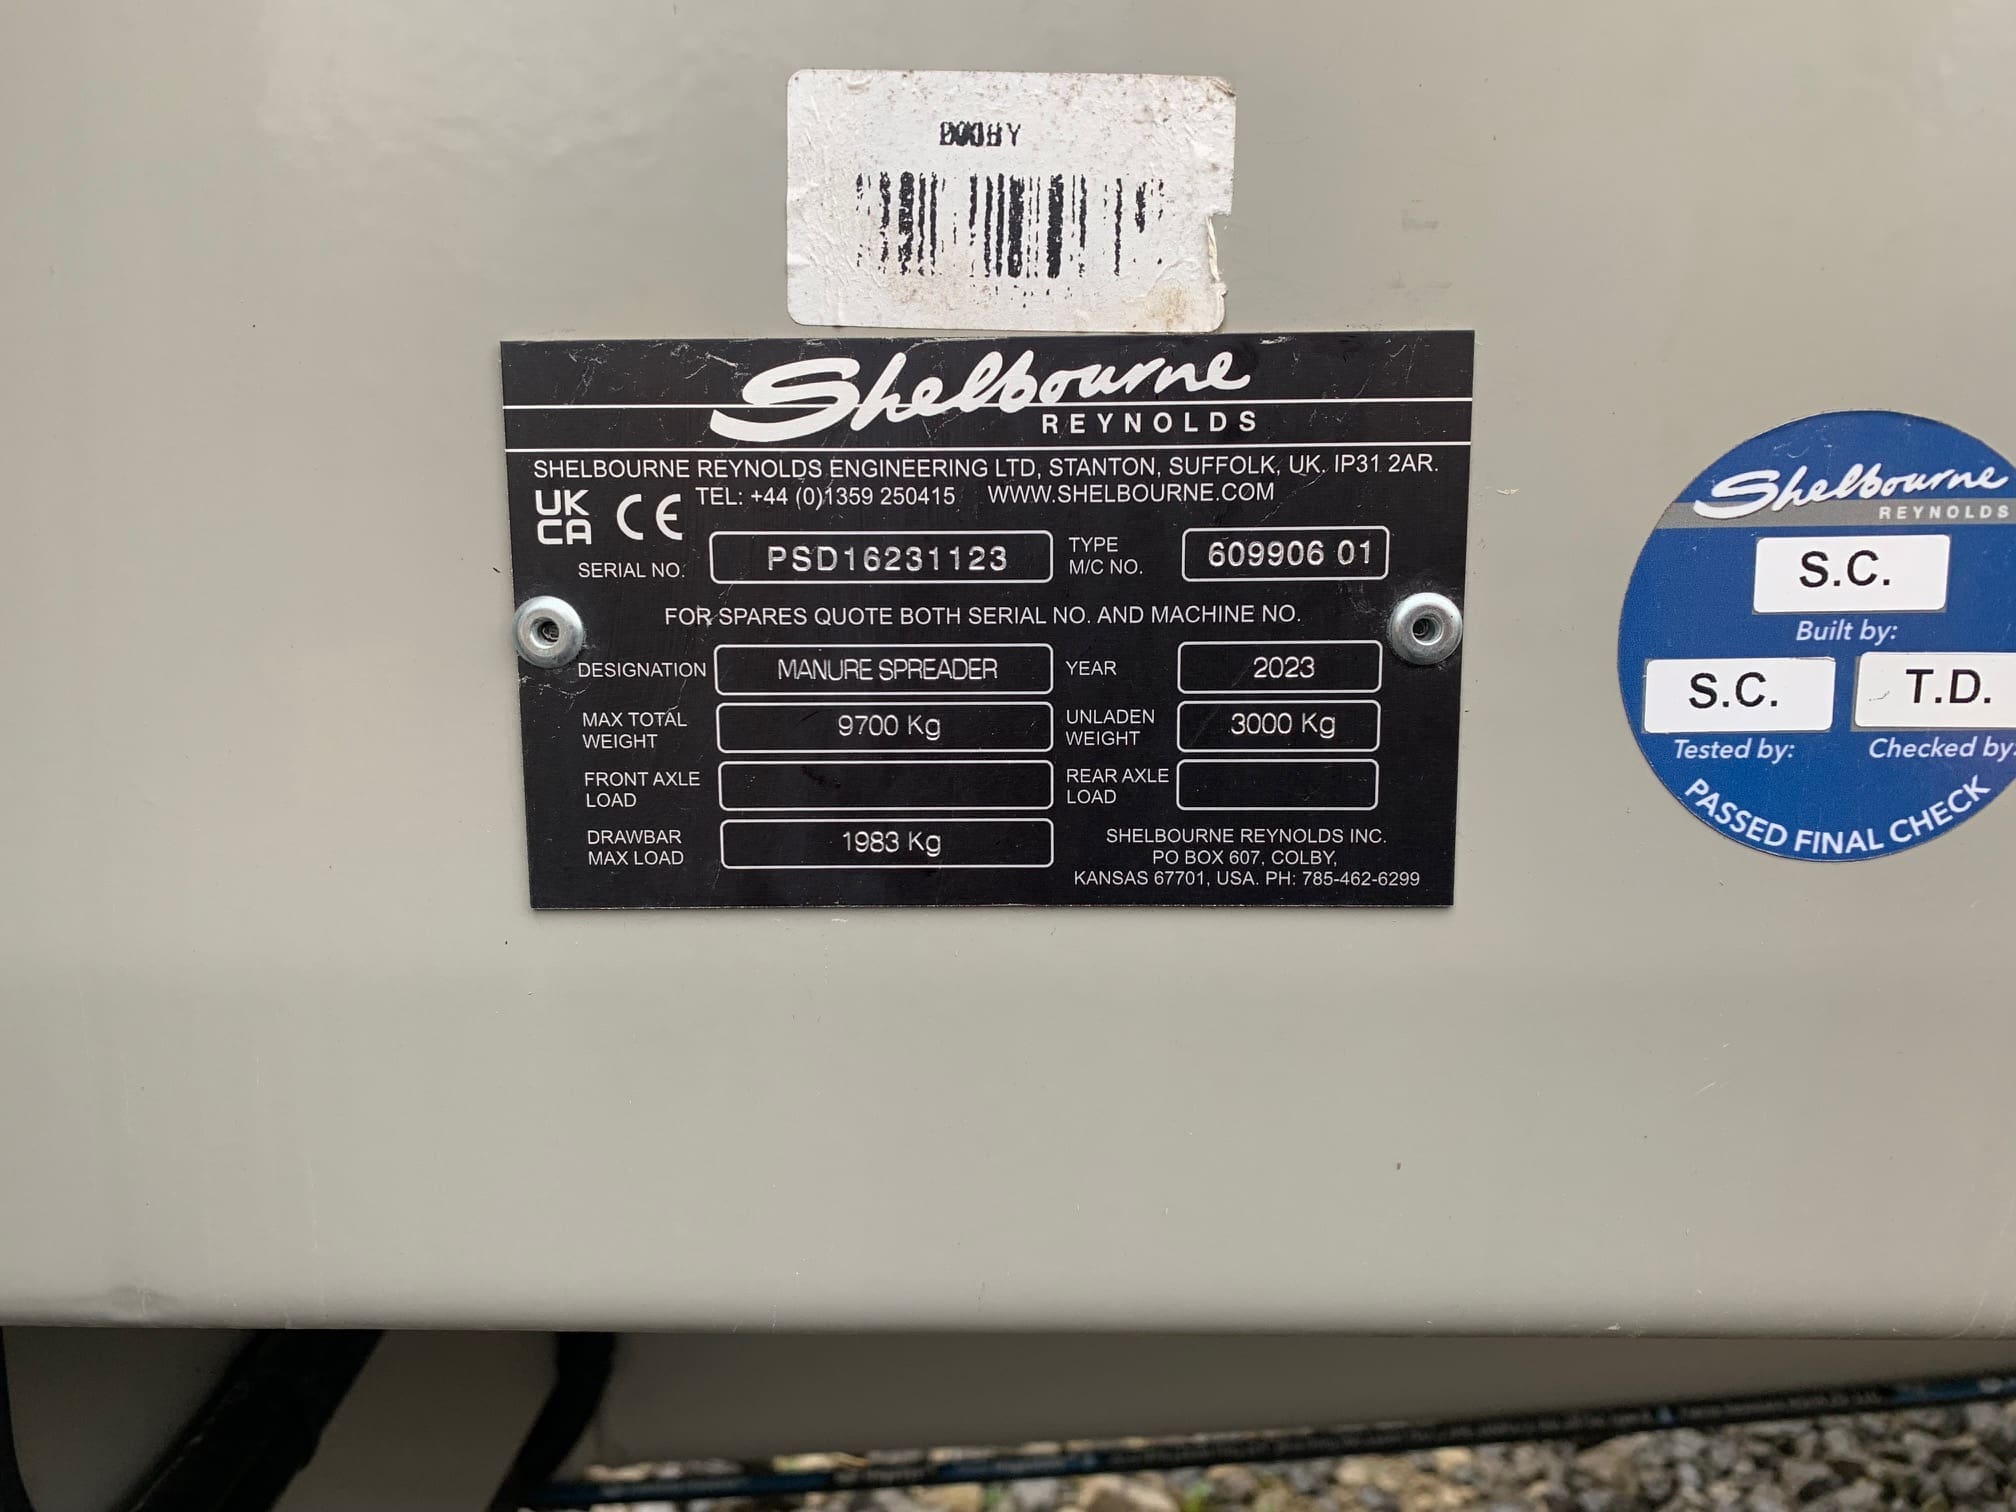 Shelbourne
REYNOLDS
SHELBOURNE REYNOLDS ENGINEERING LTD, STANTON, SUFFOLK, UK. IP31 2AR.
UK
CA CE TEL: +44 (0)1359 250415 WWW.SHELBOURNE.COM
SERIAL NO. PSD16231123 TYPE
M/C NO. 609906 01
FOR SPARES QUOTE BOTH SERIAL NO. AND MACHINE NO.
DESIGNATION MANURE SPREADER YEAR 2023
MAX TOTAL
WEIGHT 9700 Kg UNLADEN
WEIGHT 3000 Kg
FRONT AXLE
LOAD REAR AXLE
LOAD
DRAWBAR
MAX LOAD 1983 Kg
SHELBOURNE REYNOLDS INC.
PO BOX 607, COLBY,
KANSAS 67701, USA. PH: 785-462-6299
Shelbourne
REYNOLDS
S.C.
Built by:
S.C. T.D.
Tested by: Checked by:
PASSED FINAL CHECK